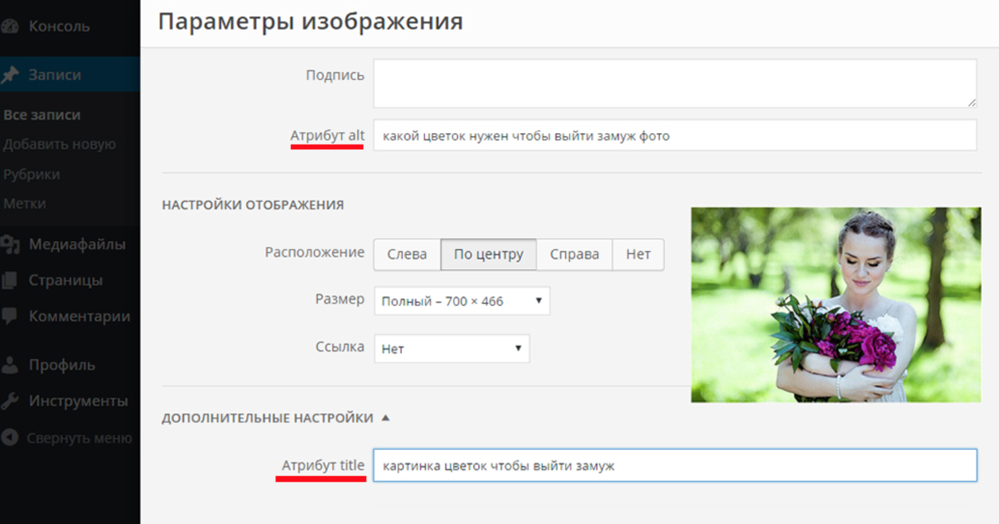 Консоль
Записи
Все записи
Добавить новую
Рубрики
Метки
Медиафайлы
Страницы
Комментарии
Профиль
Инструменты
Свернуть меню
Параметры изображения
Подпись
Атрибут alt какой цветок нужен чтобы выйти замуж фото
НАСТРОЙКИ ОТОБРАЖЕНИЯ
Расположение Слева По центру Справа Нет
Размер Полный – 700 × 466
Ссылка Нет
ДОПОЛНИТЕЛЬНЫЕ НАСТРОЙКИ
Атрибут title картинка цветок чтобы выйти замуж